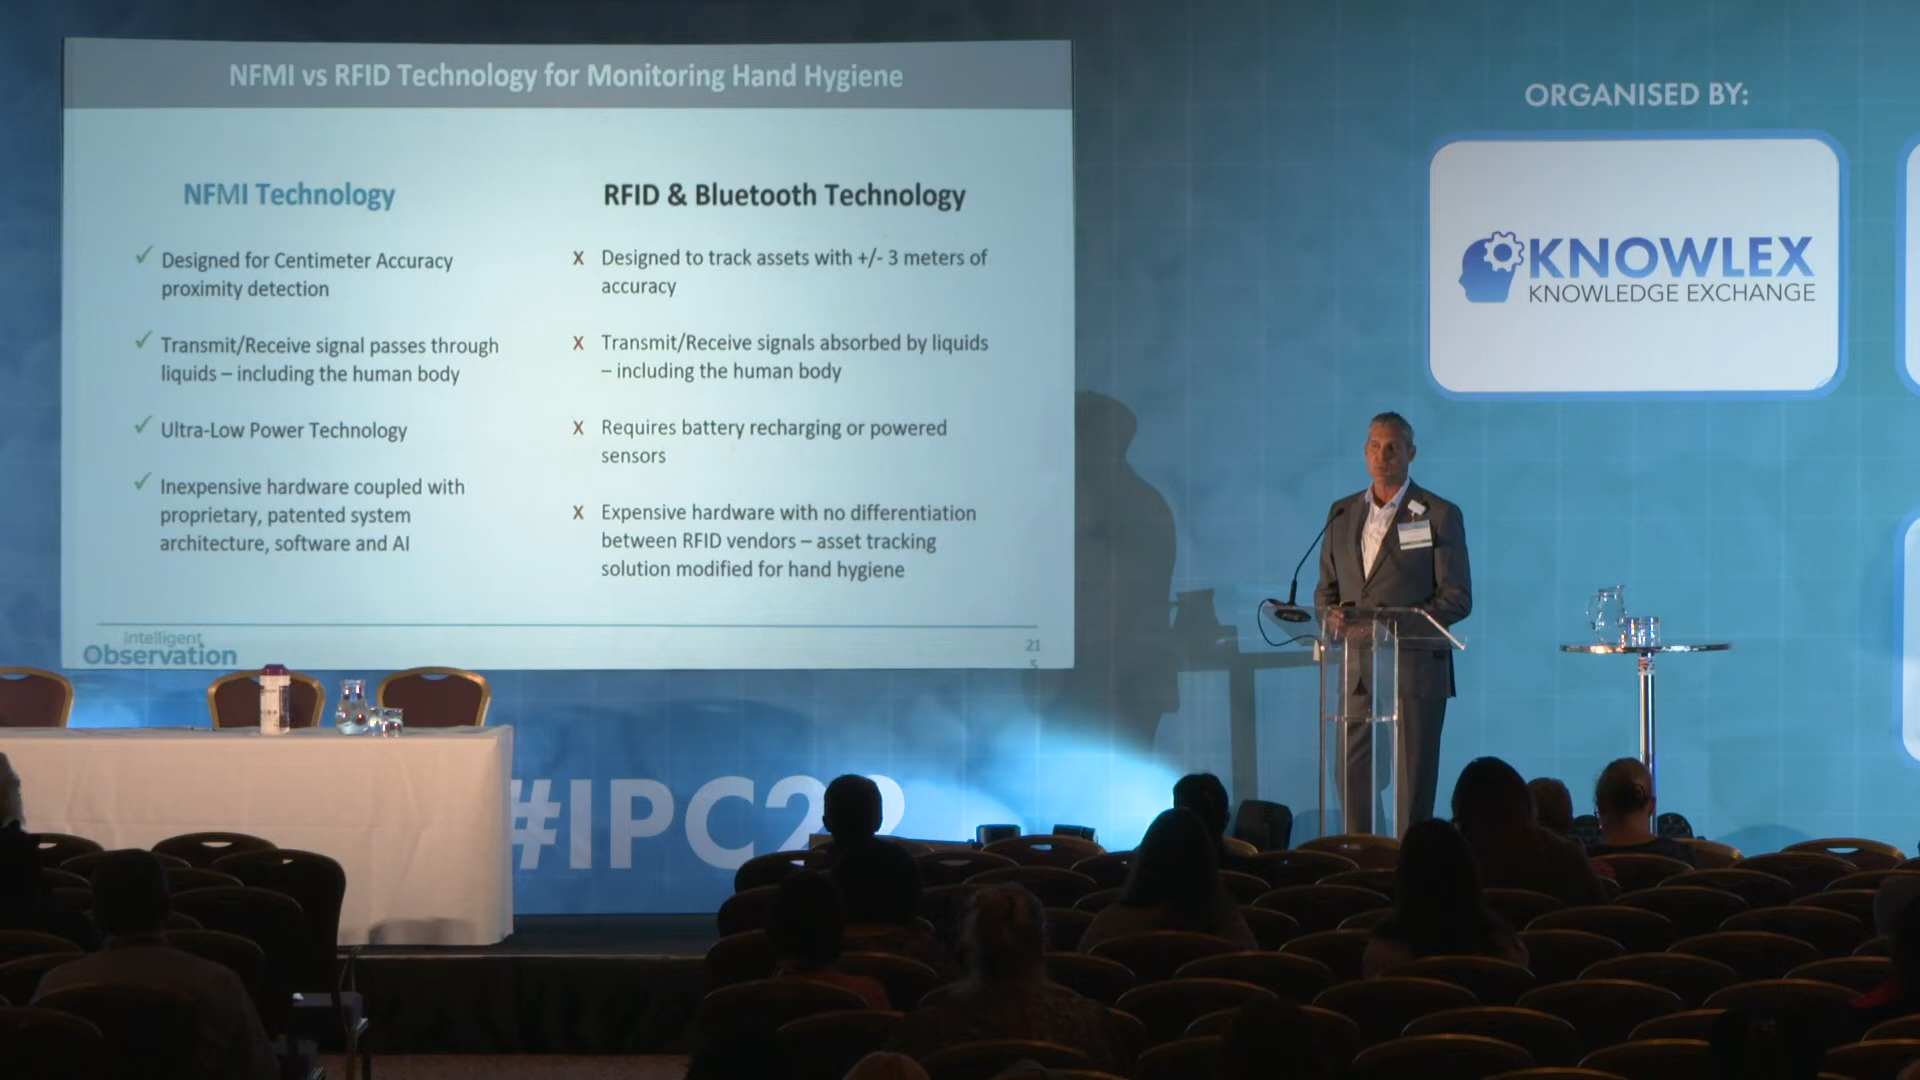 NFMI vs RFID Technology for Monitoring Hand Hygiene
NFMI Technology
✓ Designed for Centimeter Accuracy
proximity detection
✓ Transmit/Receive signal passes through
liquids – including the human body
✓ Ultra-Low Power Technology
✓ Inexpensive hardware coupled with
proprietary, patented system
architecture, software and AI
RFID & Bluetooth Technology
X Designed to track assets with +/- 3 meters of
accuracy
X Transmit/Receive signals absorbed by liquids
– including the human body
X Requires battery recharging or powered
sensors
X Expensive hardware with no differentiation
between RFID vendors – asset tracking
solution modified for hand hygiene
Intelligent
Observation
21
5
ORGANISED BY:
KNOWLEX
KNOWLEDGE EXCHANGE
#IPC22